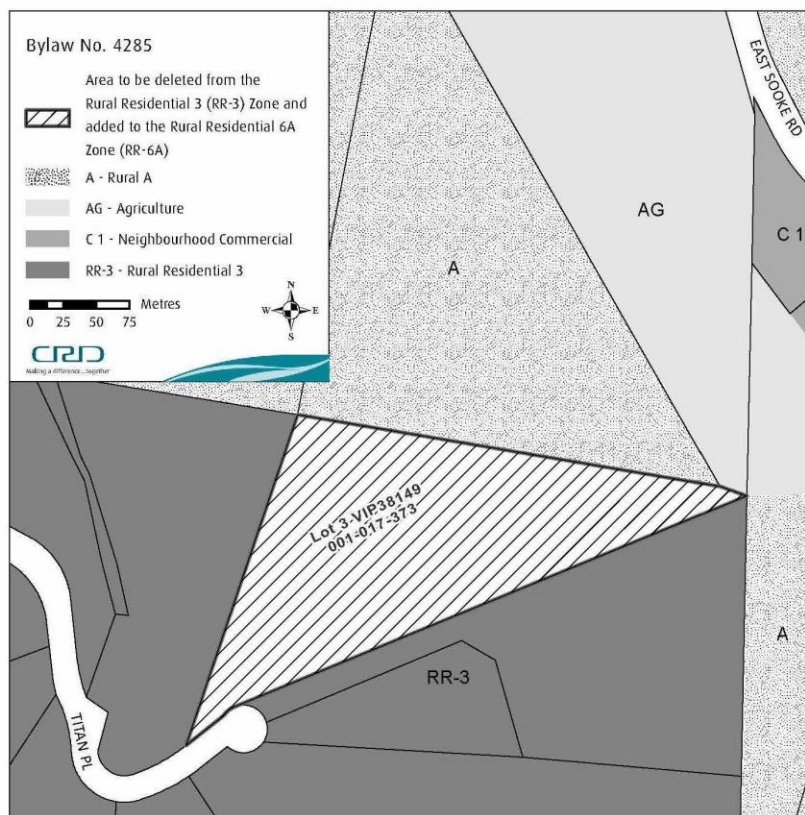 Bylaw No. 4285
Area to be deleted from the
Rural Residential 3 (RR-3) Zone and
added to the Rural Residential 6A
Zone (RR-6A)
A - Rural A
AG - Agriculture
C 1 - Neighbourhood Commercial
RR-3 - Rural Residential 3
Metres
0 25 50 75
N
W E
S
CRD
Making a difference...together
EAST SOOKE RD
AG
C 1
A
Lot 3-VIP38149
001-017-373
A
RR-3
TITAN PL